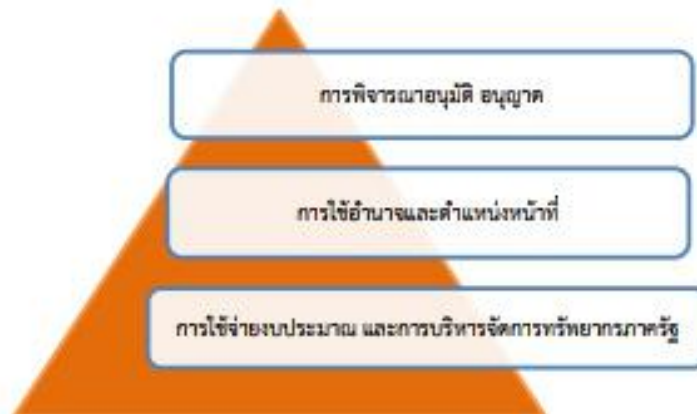 การพิจารณาอนุมัติ อนุญาต
การใช้อำนาจและตำแหน่งหน้าที่
การใช้จ่ายงบประมาณ และการบริหารจัดการทรัพยากรภาครัฐ